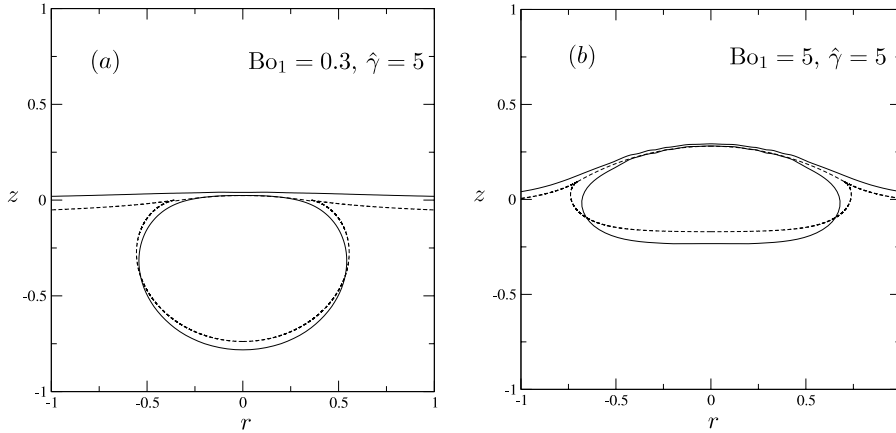 1
0.5
z 0
-0.5
-1
-1 -0.5 0 0.5 1
r
(a) Bo₁ = 0.3, γ̂ = 5
1
0.5
z 0
-0.5
-1
-1 -0.5 0 0.5
r
(b) Bo₁ = 5, γ̂ = 5